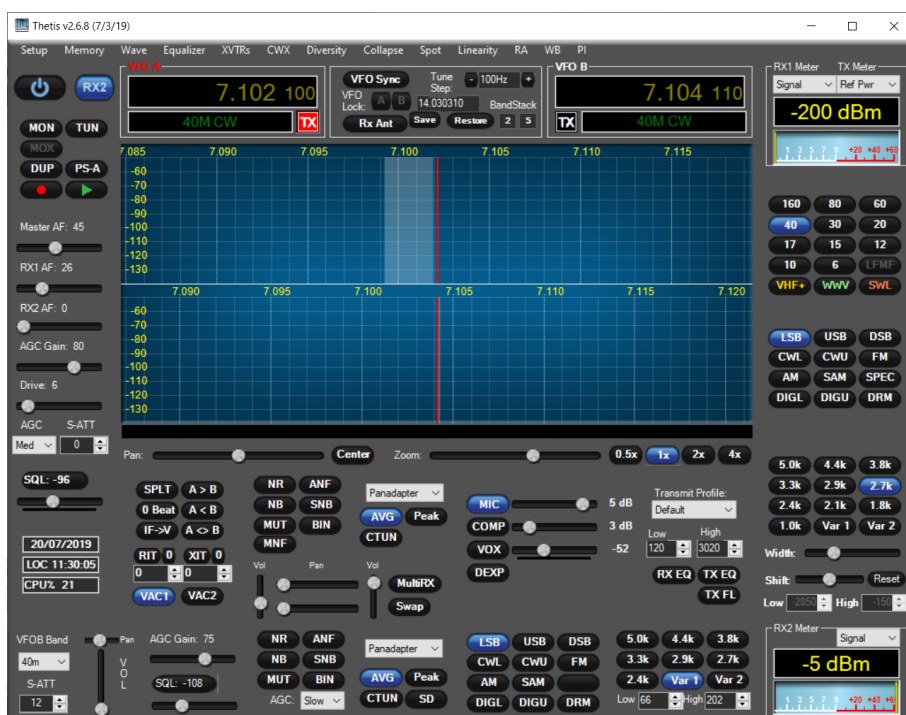 Thetis v2.6.8 (7/3/19)
Setup Memory Wave Equalizer XVTRs CWX Diversity Collapse Spot Linearity RA WB PI
RX2
MON TUN
MOX
DUP PS-A
Master AF: 45
RX1 AF: 26
RX2 AF: 0
AGC Gain: 80
Drive: 6
AGC S-ATT
Med 0
SQL: -96
20/07/2019
LOC 11:30:05
CPU% 21
VFO A
7.102 100
40M CW TX
VFO Sync Tune Step: - 100Hz +
VFO Lock: A B 14.030310 BandStack
Rx Ant Save Restore 2 5
VFO B
7.104 110
TX 40M CW
7.085 7.090 7.095 7.100 7.105 7.110 7.115
-60
-70
-80
-90
-100
-110
-120
-130
7.090 7.095 7.100 7.105 7.110 7.115 7.120
-60
-70
-80
-90
-100
-110
-120
-130
Pan: Center Zoom: 0.5x 1x 2x 4x
SPLT A > B
0 Beat A < B
IF->V A <> B
RIT 0 XIT 0
0 0
VAC1 VAC2
NR ANF
NB SNB
MUT BIN
MNF
Vol Pan Vol
Panadapter
AVG Peak
CTUN
MultiRX
Swap
MIC 5 dB
COMP 3 dB
VOX -52
DEXP
Transmit Profile:
Default
Low High
120 3020
RX EQ TX EQ
TX FL
RX1 Meter TX Meter
Signal Ref Pwr
-200 dBm
1 3 5 7 9 +20 +40 +60
160 80 60
40 30 20
17 15 12
10 6 LFMF
VHF+ WWV SWL
LSB USB DSB
CWL CWU FM
AM SAM SPEC
DIGL DIGU DRM
5.0k 4.4k 3.8k
3.3k 2.9k 2.7k
2.4k 2.1k 1.8k
1.0k Var 1 Var 2
Width:
Shift: Reset
Low -2850 High -150
VFOB Band Pan
40m
S-ATT
12
VOL
AGC Gain: 75
SQL: -108
NR ANF
NB SNB
MUT BIN
AGC: Slow
Panadapter
AVG Peak
CTUN SD
LSB USB DSB
CWL CWU FM
AM SAM
DIGL DIGU DRM
5.0k 4.4k 3.8k
3.3k 2.9k 2.7k
2.4k Var 1 Var 2
Low 66 High 202
RX2 Meter
Signal
-5 dBm
1 3 5 7 9 +20 +40 +6